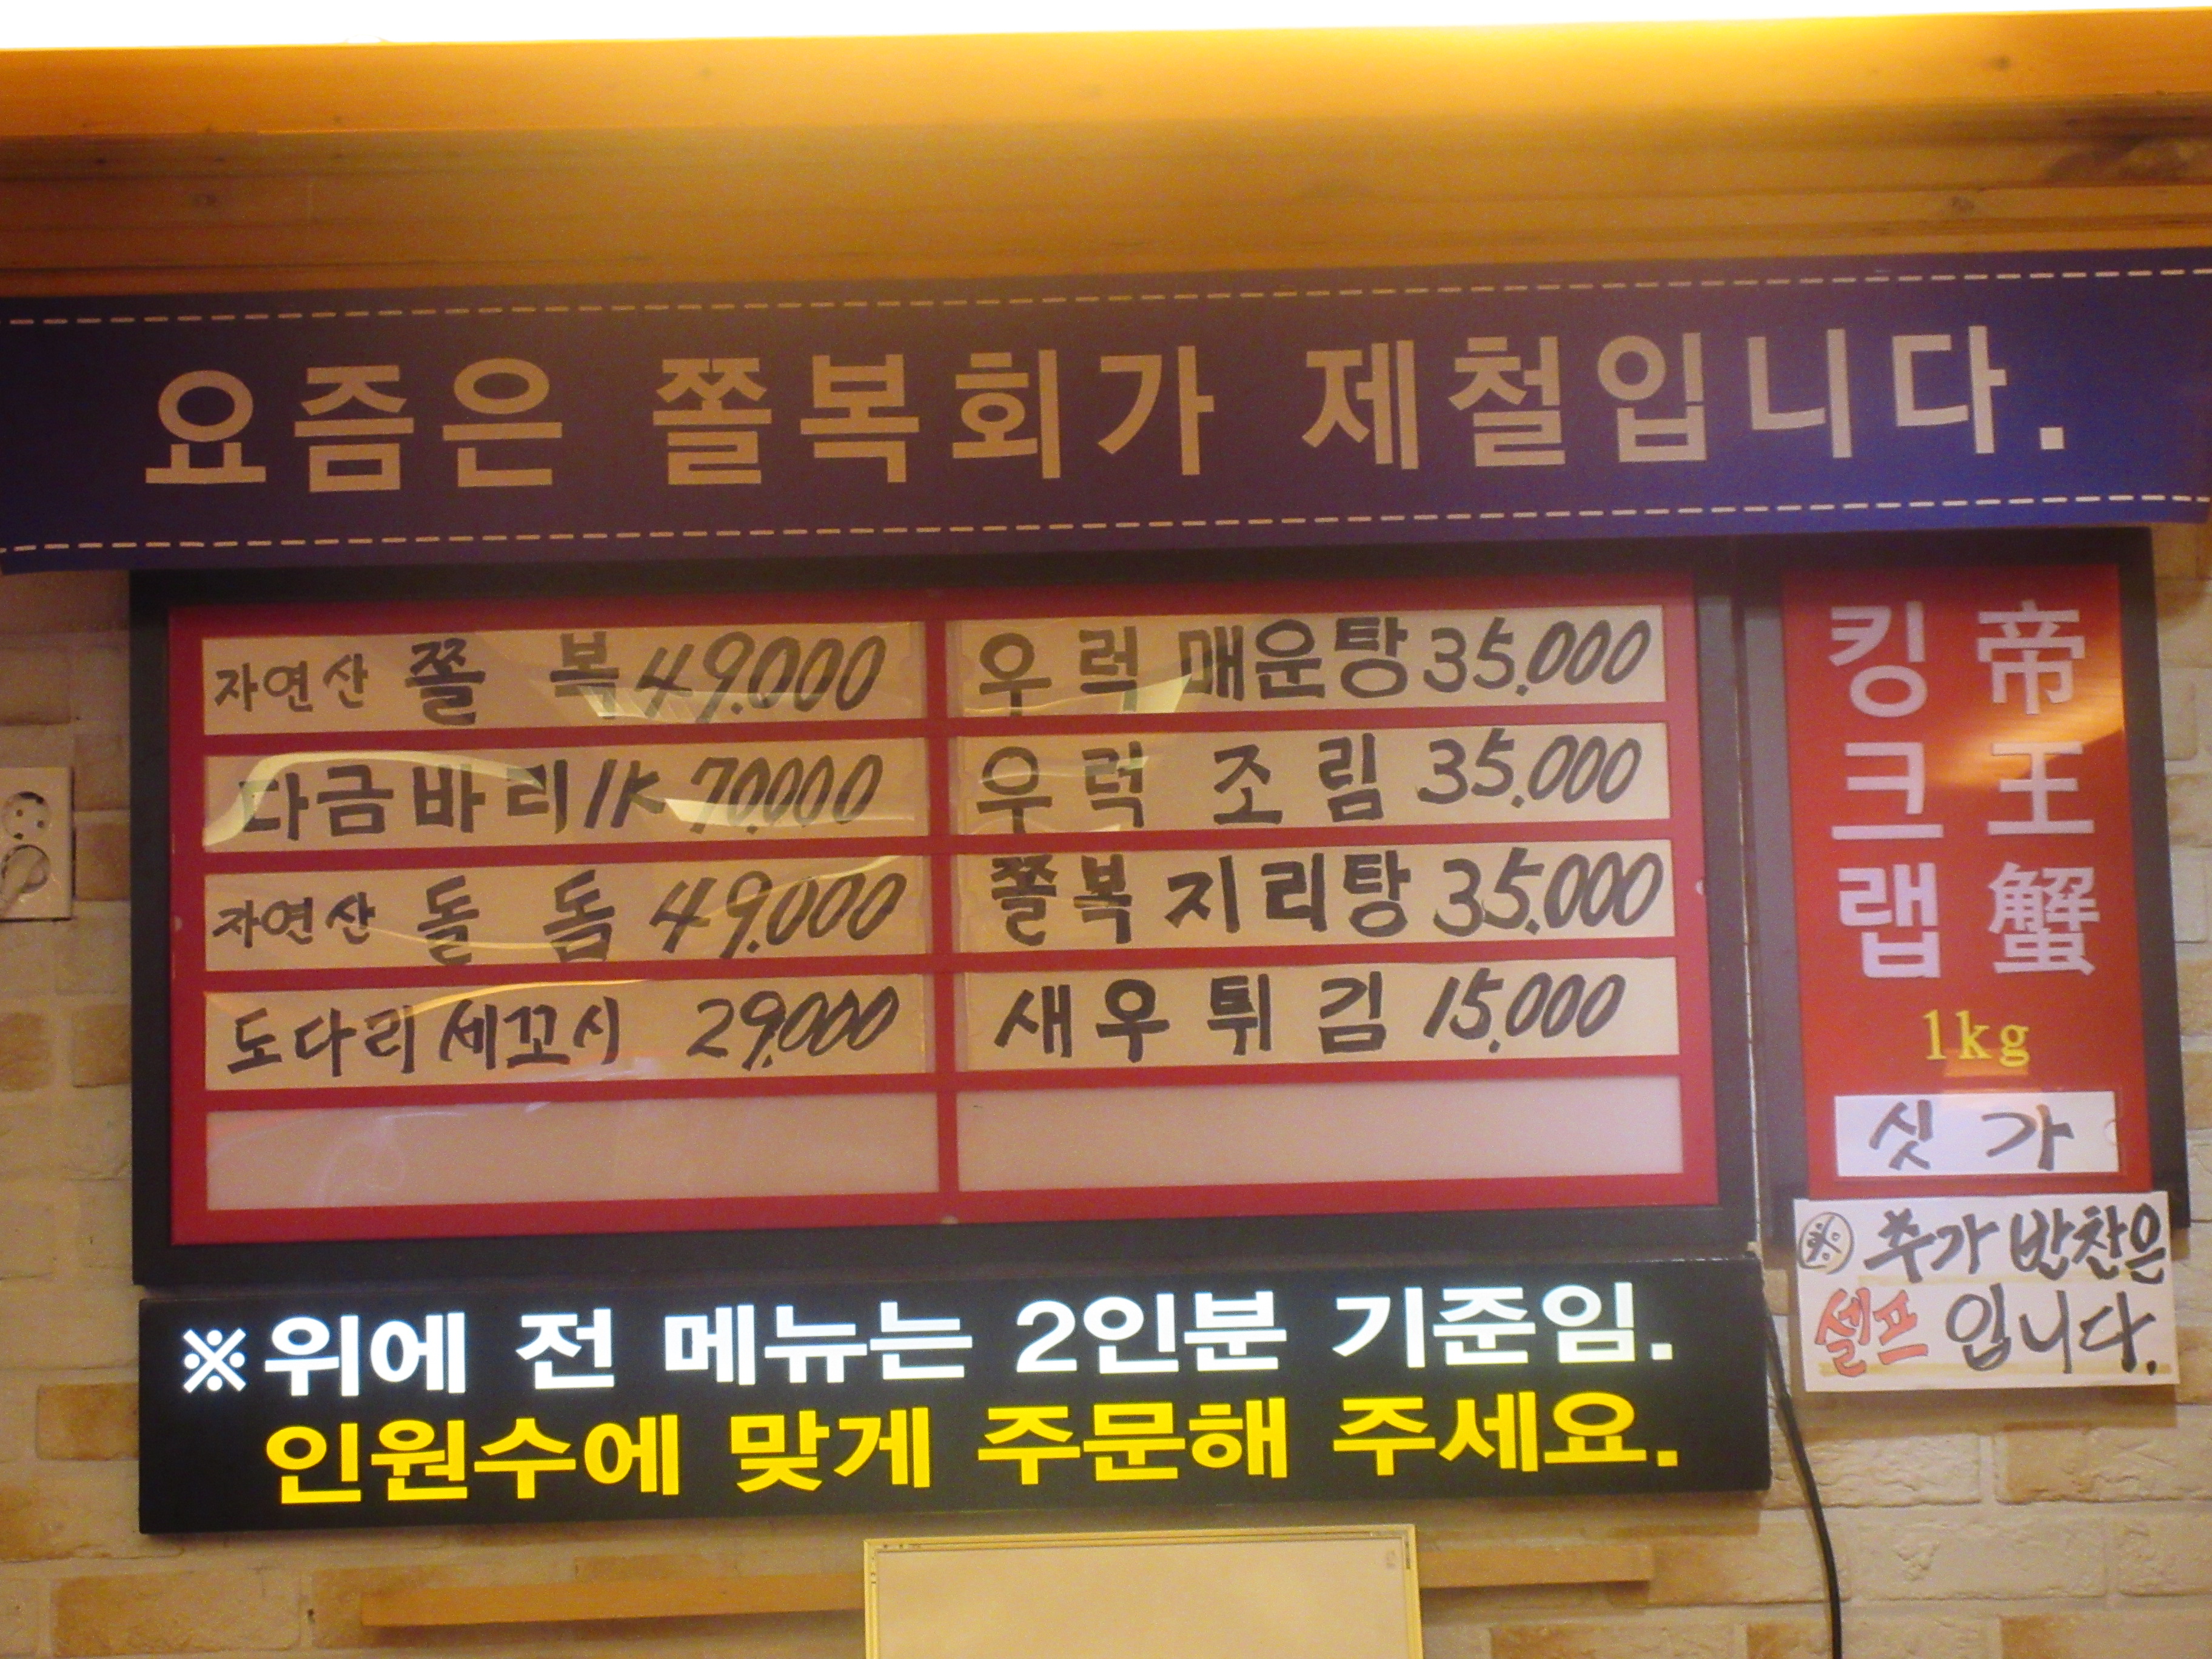 요즘은 쫄복회가 제철입니다.
자연산 쫄 복 49,000
다금바리 1K 70,000
자연산 돌 돔 49,000
도다리 세꼬시 29,000
우 럭 매운탕 35,000
우 럭 조 림 35,000
쫄복 지리탕 35,000
새우 튀 김 15,000
킹크랩
帝王蟹
1kg
싯 가
※ 추가 반찬은
셀프 입니다.
※위에 전 메뉴는 2인분 기준임.
인원수에 맞게 주문해 주세요.